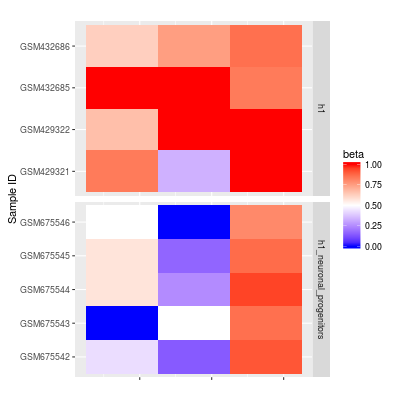 Sample ID
GSM432686
GSM432685
GSM429322
GSM429321
h1
GSM675546
GSM675545
GSM675544
GSM675543
GSM675542
h1_neuronal_progenitors
beta
1.00
0.75
0.50
0.25
0.00